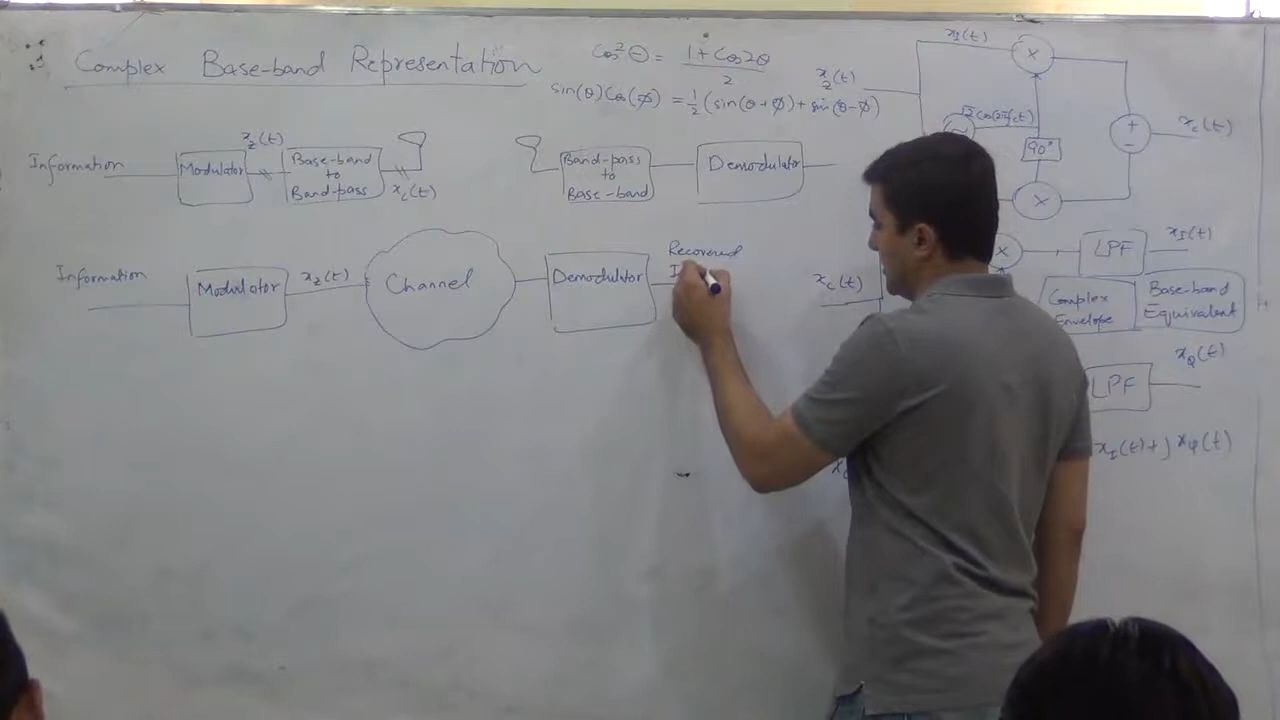 Complex Base-band Representation
Cos²θ = (1 + Cos2θ)/2
sin(θ)Cos(ϕ) = 1/2 (sin(θ+ϕ) + sin(θ-ϕ))
Information
Modulator
x_z(t)
Base-band
to
Band-pass
x_c(t)
Band-pass
to
Base-band
Demodulator
Information
Modulator
x_z(t)
Channel
Demodulator
Recovered
I
x_z(t)
x_I(t)
X
√2 Cos(2πf_ct)
~
90°
X
+
-
x_c(t)
x_c(t)
X
LPF
x_I(t)
Complex
Envelope
Base-band
Equivalent
LPF
x_Q(t)
x_I(t) + j x_Q(t)